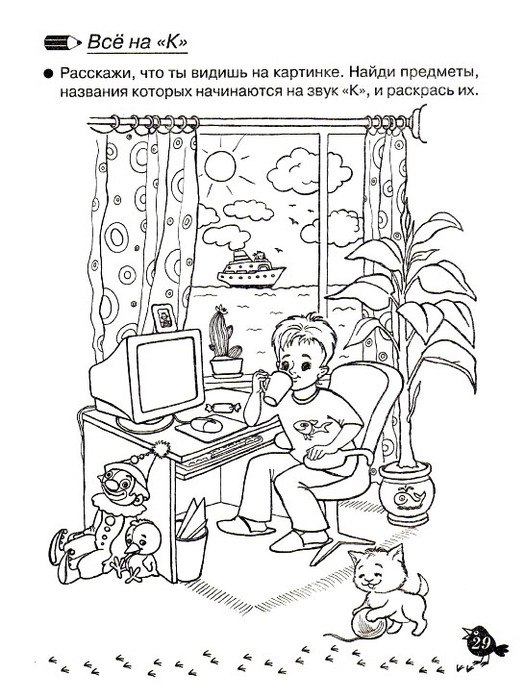 Всё на «К»
● Расскажи, что ты видишь на картинке. Найди предметы,
названия которых начинаются на звук «К», и раскрась их.
29